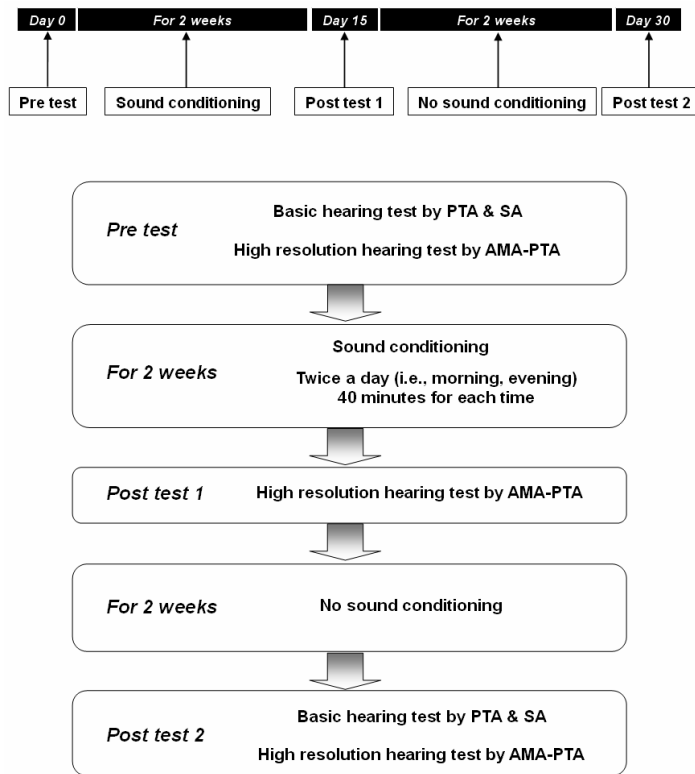 Day 0 For 2 weeks Day 15 For 2 weeks Day 30
Pre test Sound conditioning Post test 1 No sound conditioning Post test 2
Pre test
Basic hearing test by PTA & SA
High resolution hearing test by AMA-PTA
For 2 weeks
Sound conditioning
Twice a day (i.e., morning, evening)
40 minutes for each time
Post test 1 High resolution hearing test by AMA-PTA
For 2 weeks No sound conditioning
Post test 2
Basic hearing test by PTA & SA
High resolution hearing test by AMA-PTA